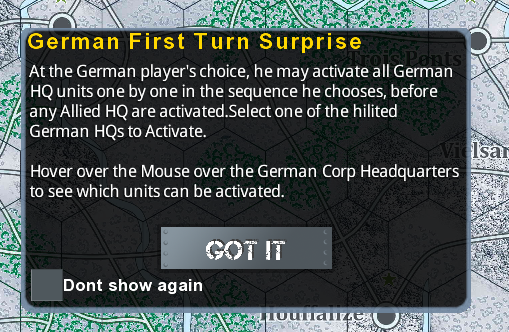 Trois Ponts
German First Turn Surprise
At the German player's choice, he may activate all German
HQ units one by one in the sequence he chooses, before
any Allied HQ are activated.Select one of the hilited
German HQs to Activate.
Hover over the Mouse over the German Corp Headquarters
to see which units can be activated.
GOT IT
Dont show again